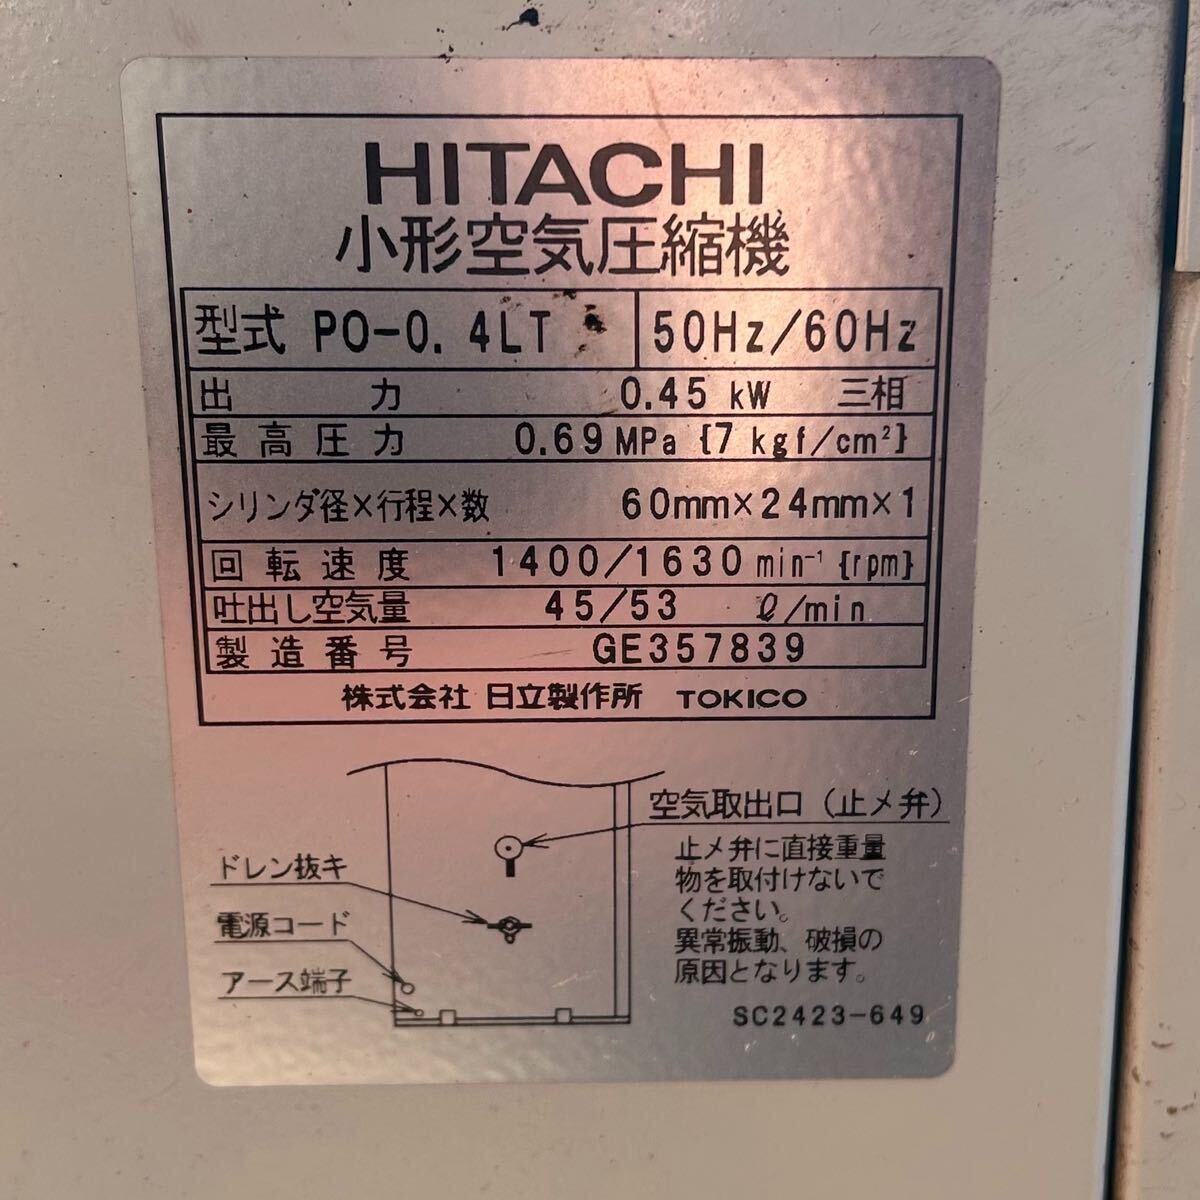 HITACHI
小形空気圧縮機
型式 PO-0.4LT 50Hz/60Hz
出力 0.45 kW 三相
最高圧力 0.69 MPa {7 kgf/cm²}
シリンダ径×行程×数 60mm×24mm×1
回転速度 1400/1630 min⁻¹ {rpm}
吐出し空気量 45/53 ℓ/min
製造番号 GE357839
株式会社 日立製作所 TOKICO
空気取出口(止メ弁)
止メ弁に直接重量
物を取付けないで
ください。
異常振動、破損の
原因となります。
ドレン抜キ
電源コード
アース端子
SC2423-649